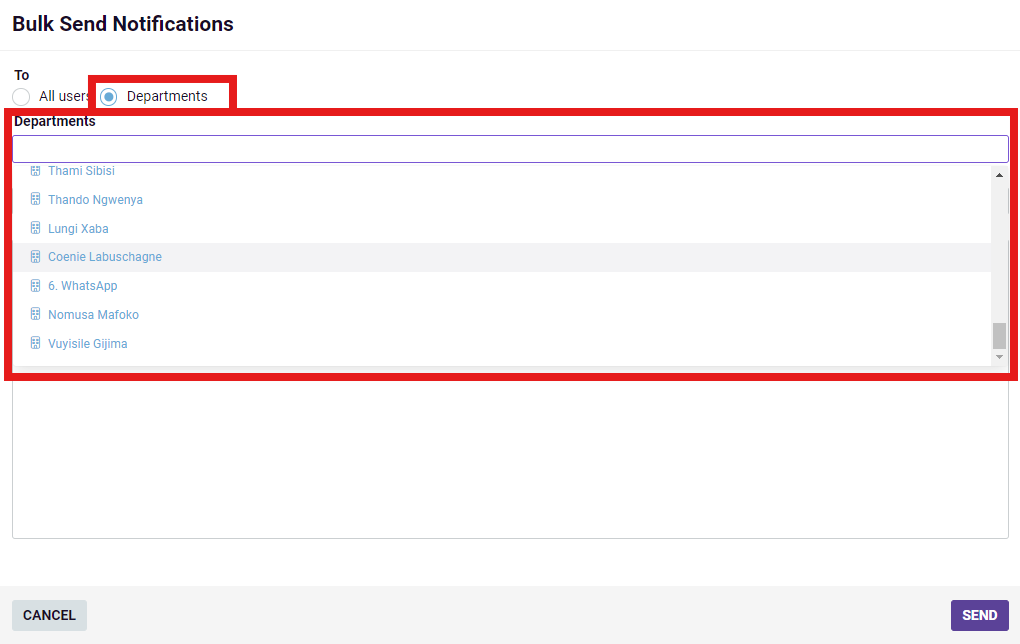 Bulk Send Notifications
To
All users Departments
Departments
Thami Sibisi
Thando Ngwenya
Lungi Xaba
Coenie Labuschagne
6. WhatsApp
Nomusa Mafoko
Vuyisile Gijima
CANCEL SEND